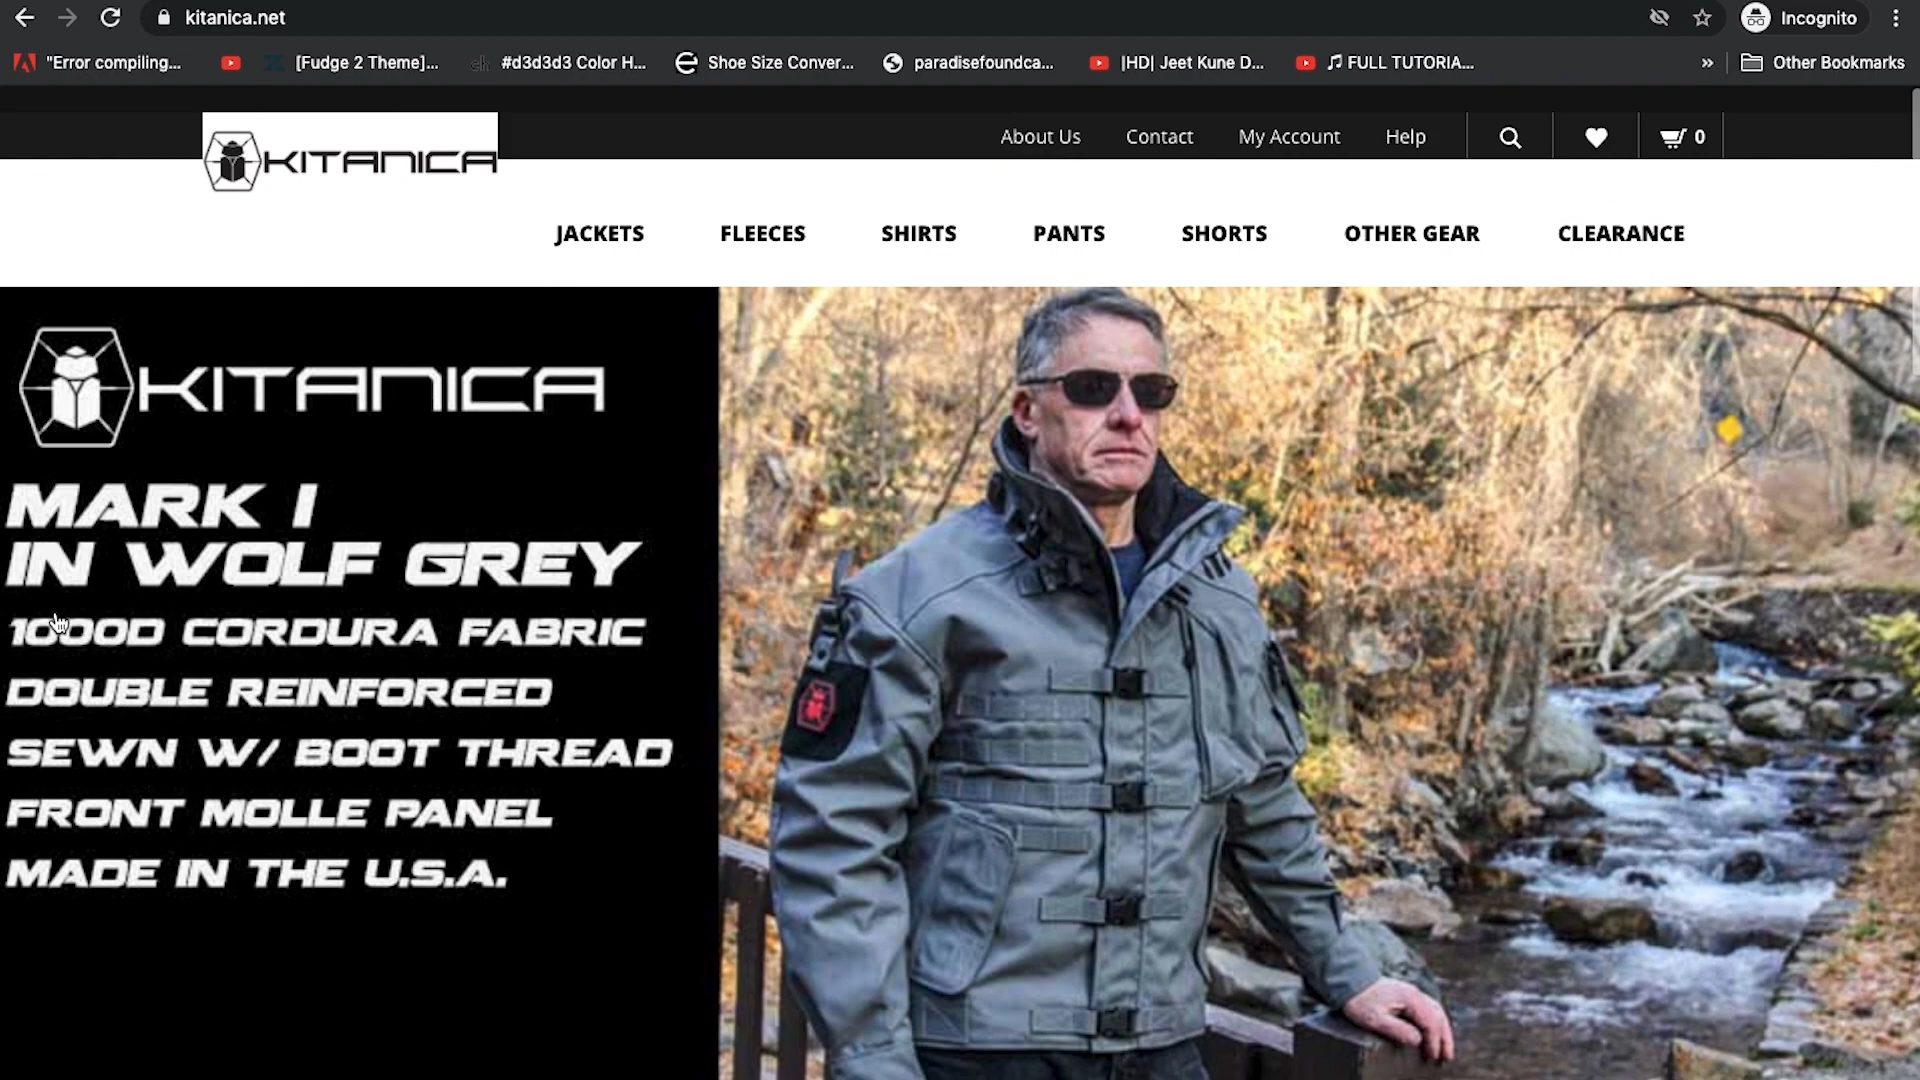 kitanica.net
Incognito
"Error compiling...
[Fudge 2 Theme]...
#d3d3d3 Color H...
Shoe Size Conver...
paradisefoundca...
|HD| Jeet Kune D...
🎵 FULL TUTORIA...
»
Other Bookmarks
KITANICA
About Us
Contact
My Account
Help
0
JACKETS
FLEECES
SHIRTS
PANTS
SHORTS
OTHER GEAR
CLEARANCE
KITANICA
MARK I
IN WOLF GREY
1000D CORDURA FABRIC
DOUBLE REINFORCED
SEWN W/ BOOT THREAD
FRONT MOLLE PANEL
MADE IN THE U.S.A.